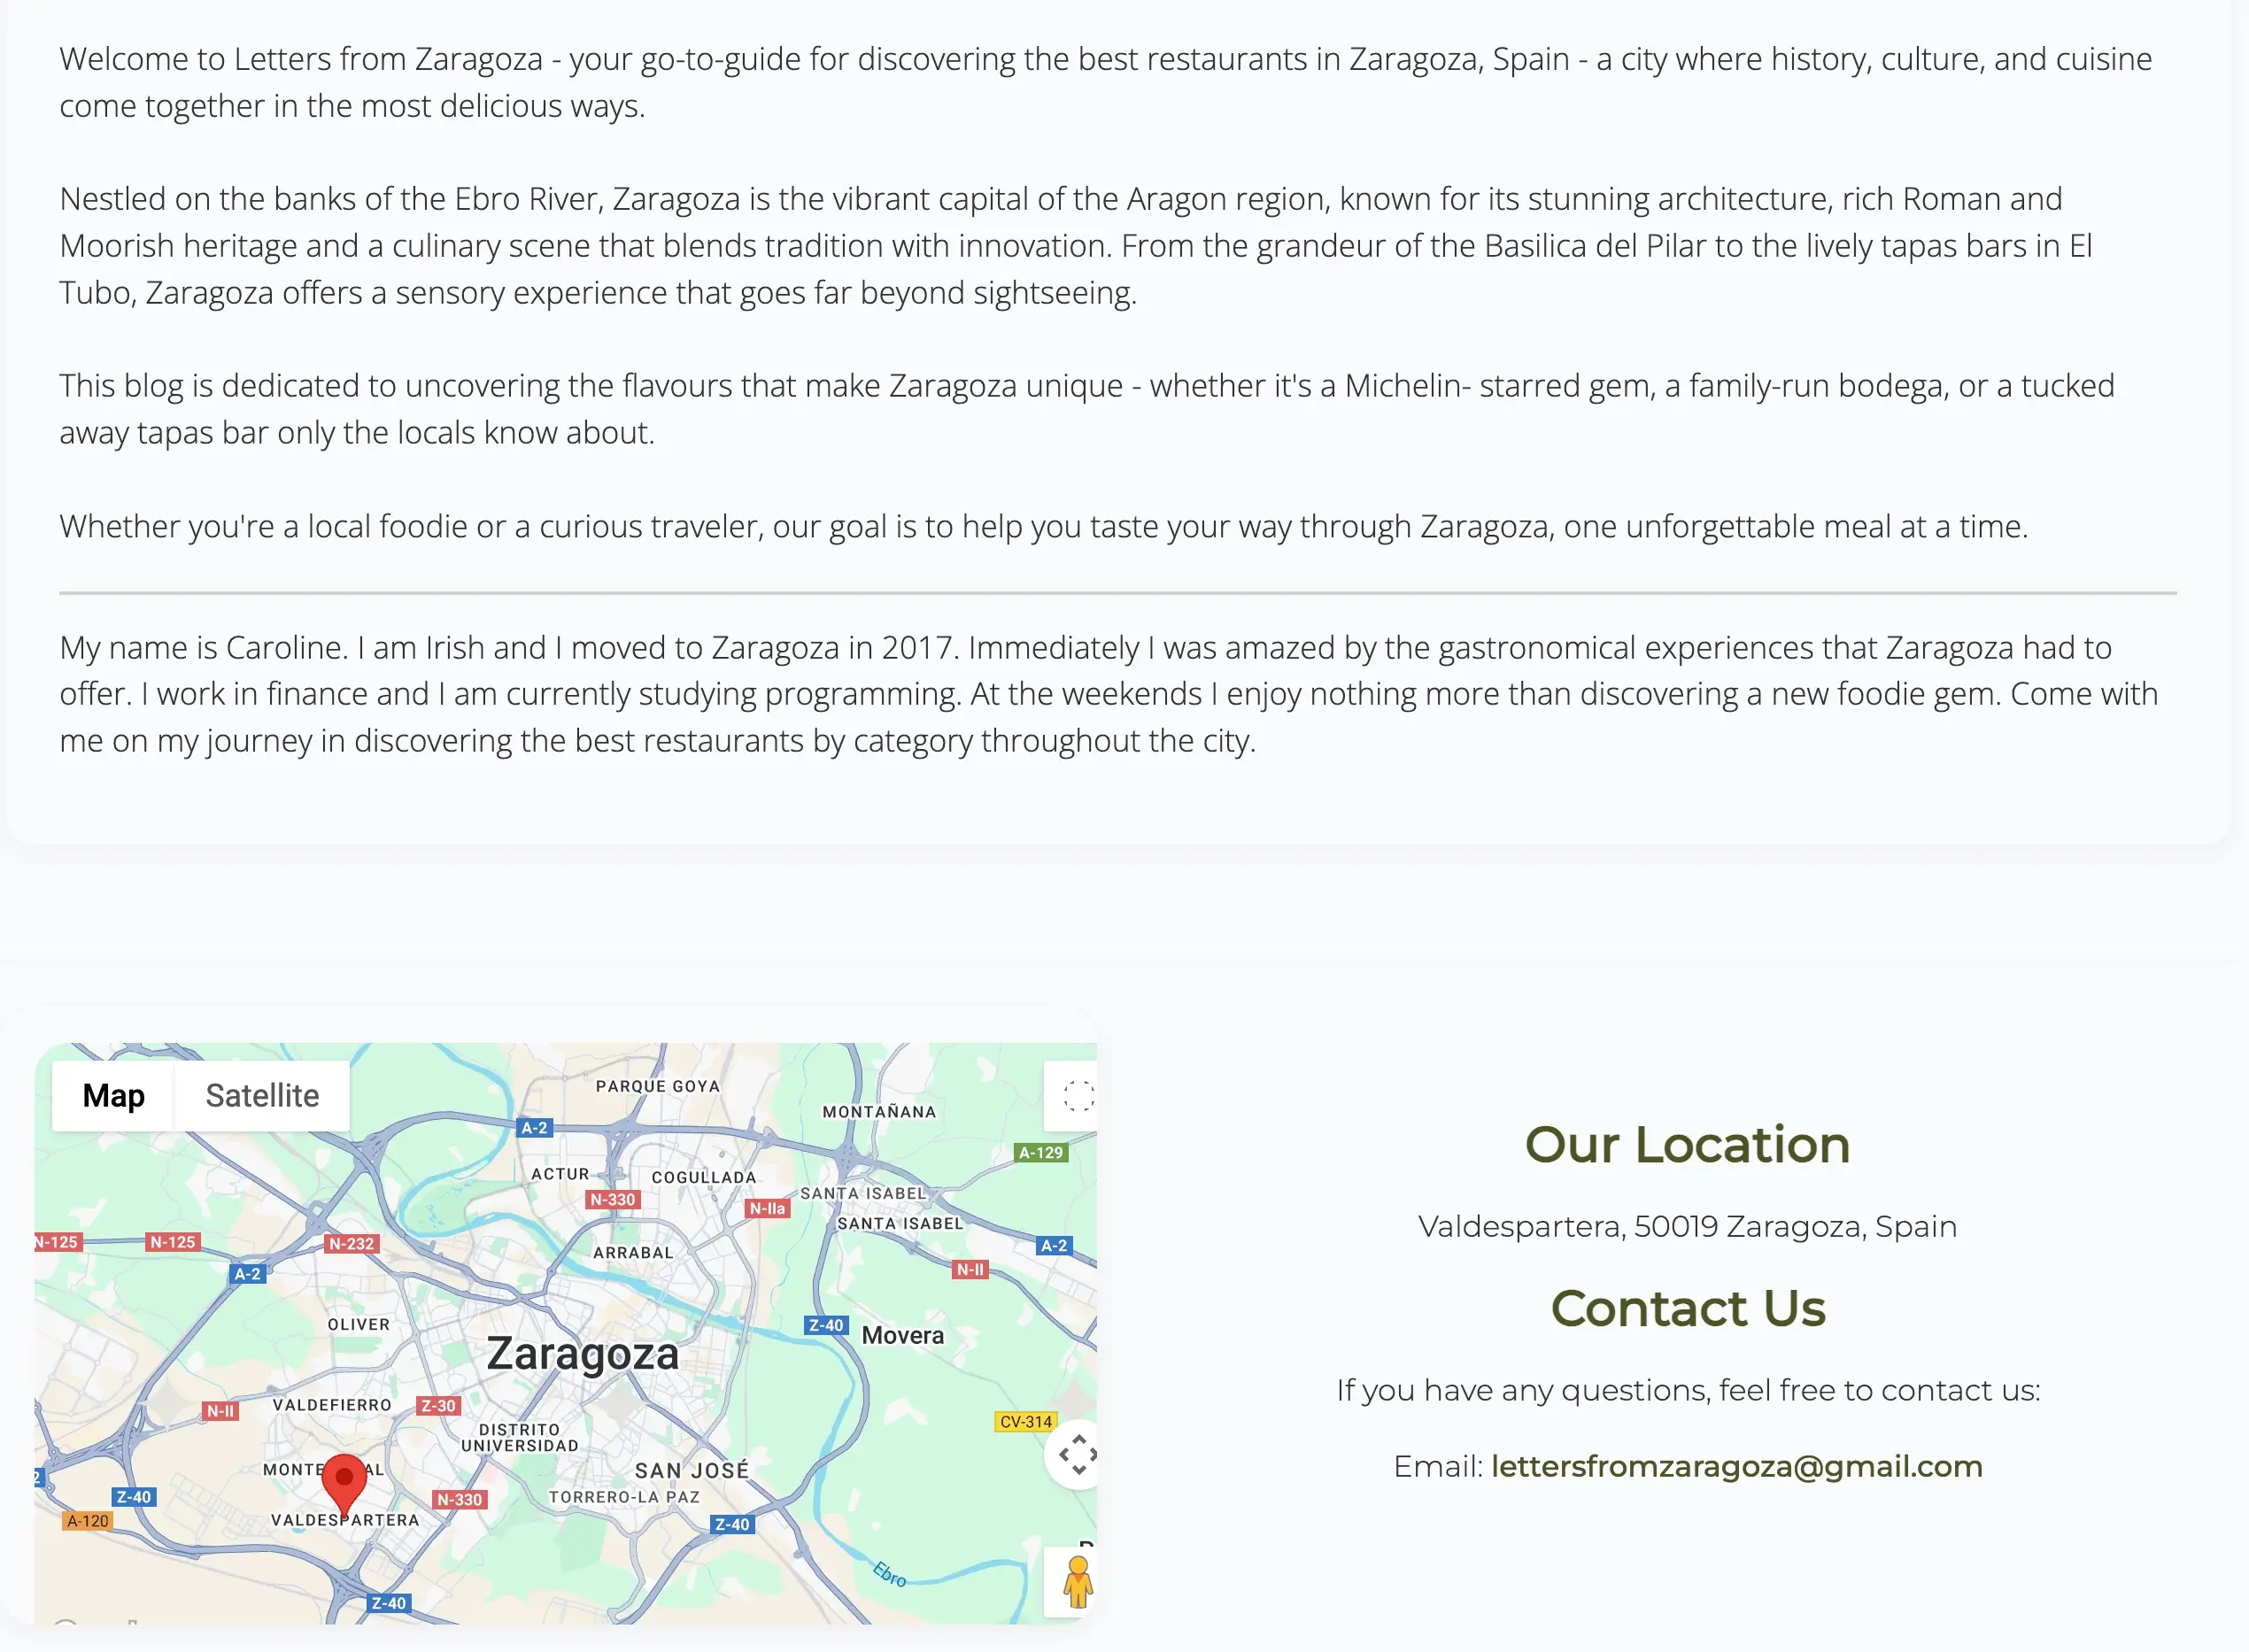 Welcome to Letters from Zaragoza - your go-to-guide for discovering the best restaurants in Zaragoza, Spain - a city where history, culture, and cuisine
come together in the most delicious ways.
Nestled on the banks of the Ebro River, Zaragoza is the vibrant capital of the Aragon region, known for its stunning architecture, rich Roman and
Moorish heritage and a culinary scene that blends tradition with innovation. From the grandeur of the Basilica del Pilar to the lively tapas bars in El
Tubo, Zaragoza offers a sensory experience that goes far beyond sightseeing.
This blog is dedicated to uncovering the flavours that make Zaragoza unique - whether it's a Michelin- starred gem, a family-run bodega, or a tucked
away tapas bar only the locals know about.
Whether you're a local foodie or a curious traveler, our goal is to help you taste your way through Zaragoza, one unforgettable meal at a time.
My name is Caroline. I am Irish and I moved to Zaragoza in 2017. Immediately I was amazed by the gastronomical experiences that Zaragoza had to
offer. I work in finance and I am currently studying programming. At the weekends I enjoy nothing more than discovering a new foodie gem. Come with
me on my journey in discovering the best restaurants by category throughout the city.
Map
Satellite
PARQUE GOYA
MONTAÑANA
A-2
A-129
ACTUR
COGULLADA
SANTA ISABEL
N-330
N-IIa
SANTA ISABEL
N-125
N-125
N-232
ARRABAL
A-2
A-2
N-II
OLIVER
Z-40
Movera
Zaragoza
VALDEFIERRO
Z-30
N-II
CV-314
DISTRITO
UNIVERSIDAD
SAN JOSÉ
Z-40
N-330
TORRERO-LA PAZ
A-120
VALDESPARTERA
Z-40
Ebro
Z-40
Our Location
Valdespartera, 50019 Zaragoza, Spain
Contact Us
If you have any questions, feel free to contact us:
Email: lettersfromzaragoza@gmail.com